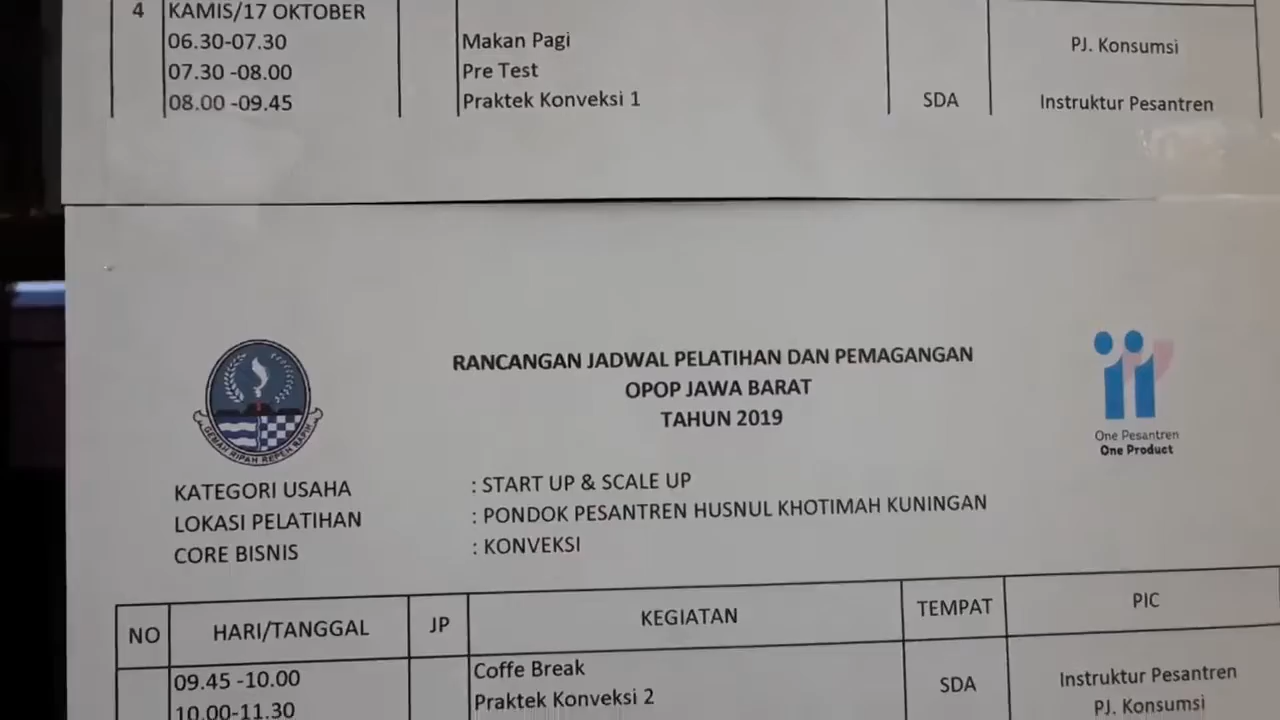 4 KAMIS/17 OKTOBER
06.30-07.30 Makan Pagi PJ. Konsumsi
07.30 -08.00 Pre Test
08.00 -09.45 Praktek Konveksi 1 SDA Instruktur Pesantren
RANCANGAN JADWAL PELATIHAN DAN PEMAGANGAN
OPOP JAWA BARAT
TAHUN 2019
GEMAH RIPAH REPEH RAPIH
One Pesantren
One Product
KATEGORI USAHA : START UP & SCALE UP
LOKASI PELATIHAN : PONDOK PESANTREN HUSNUL KHOTIMAH KUNINGAN
CORE BISNIS : KONVEKSI
NO HARI/TANGGAL JP KEGIATAN TEMPAT PIC
09.45 -10.00 Coffe Break SDA Instruktur Pesantren
10.00-11.30 Praktek Konveksi 2 PJ. Konsumsi